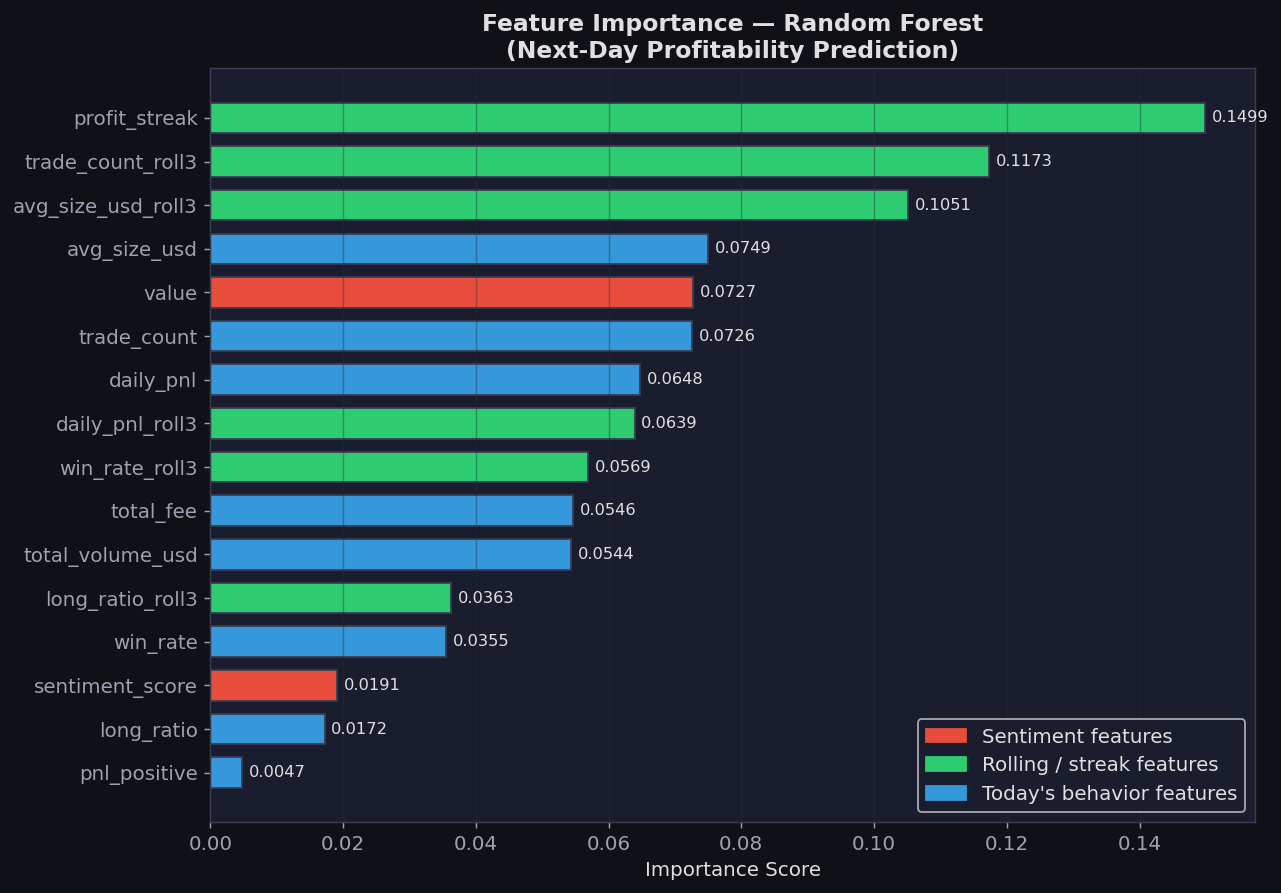 Feature Importance — Random Forest
(Next-Day Profitability Prediction)
profit_streak 0.1499
trade_count_roll3 0.1173
avg_size_usd_roll3 0.1051
avg_size_usd 0.0749
value 0.0727
trade_count 0.0726
daily_pnl 0.0648
daily_pnl_roll3 0.0639
win_rate_roll3 0.0569
total_fee 0.0546
total_volume_usd 0.0544
long_ratio_roll3 0.0363
win_rate 0.0355
sentiment_score 0.0191
long_ratio 0.0172
pnl_positive 0.0047
Sentiment features
Rolling / streak features
Today's behavior features
0.00 0.02 0.04 0.06 0.08 0.10 0.12 0.14
Importance Score